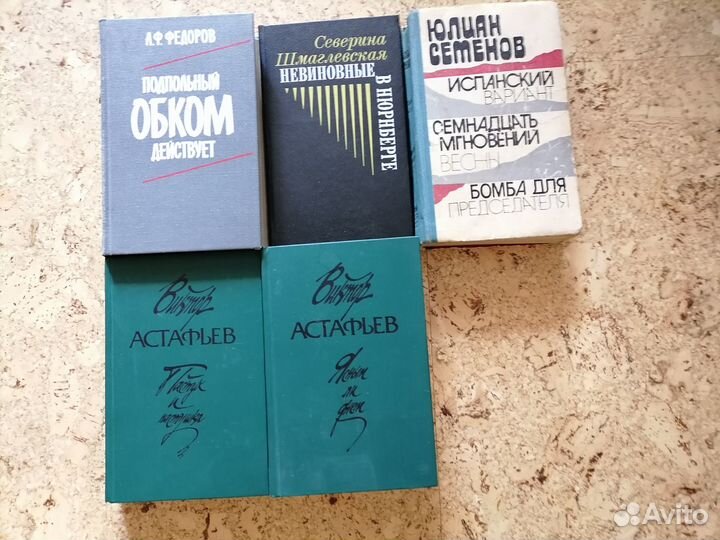 А.Ф. ФЕДОРОВ
ПОДПОЛЬНЫЙ
ОБКОМ
ДЕЙСТВУЕТ
Северина
Шмаглевская
НЕВИНОВНЫЕ
В НЮРНБЕРГЕ
ЮЛИАН
СЕМЕНОВ
ИСПАНСКИЙ
ВАРИАНТ
СЕМНАДЦАТЬ
МГНОВЕНИЙ
ВЕСНЫ
БОМБА ДЛЯ
ПРЕДСЕДАТЕЛЯ
Виктор
АСТАФЬЕВ
Пастух
и
пастушка
Виктор
АСТАФЬЕВ
Ясным
ли
днем
Avito